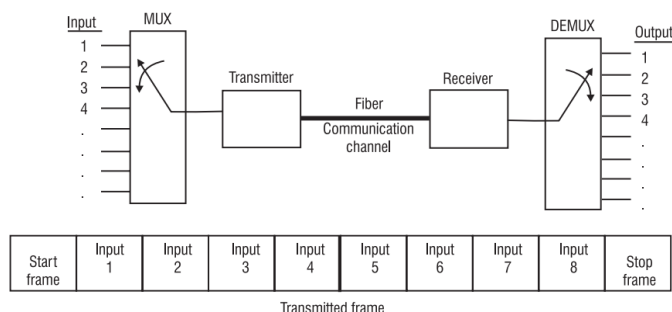 MUX
DEMUX
Input
Output
1
2
3
4
.
.
.
.
Transmitter
Fiber
Communication
channel
Receiver
1
2
3
4
.
.
.
.
Start
frame
Input
1
Input
2
Input
3
Input
4
Input
5
Input
6
Input
7
Input
8
Stop
frame
Transmitted frame